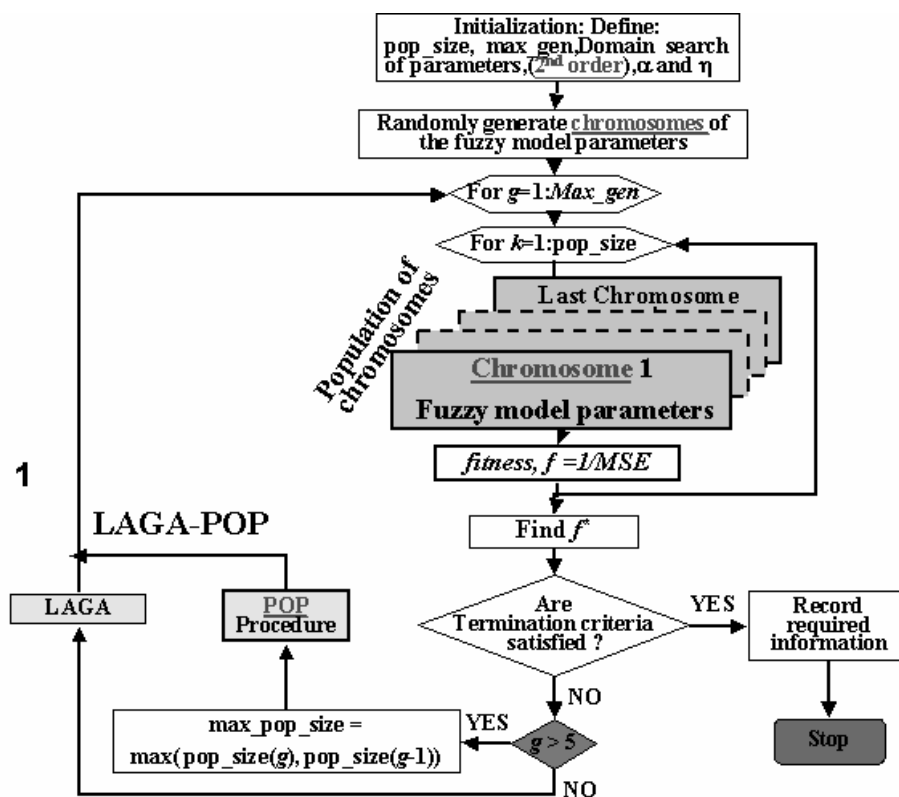 Initialization: Define:
pop_size, max_gen,Domain search
of parameters,(2nd order),α and η
Randomly generate chromosomes of
the fuzzy model parameters
For g=1:Max_gen
For k=1:pop_size
Population of
chromosomes
Last Chromosome
Chromosome 1
Fuzzy model parameters
fitness, f =1/MSE
1
LAGA-POP
Find f*
LAGA
POP
Procedure
Are
Termination criteria
satisfied ?
YES
Record
required
information
NO
max_pop_size =
max(pop_size(g), pop_size(g-1))
YES
g > 5
Stop
NO